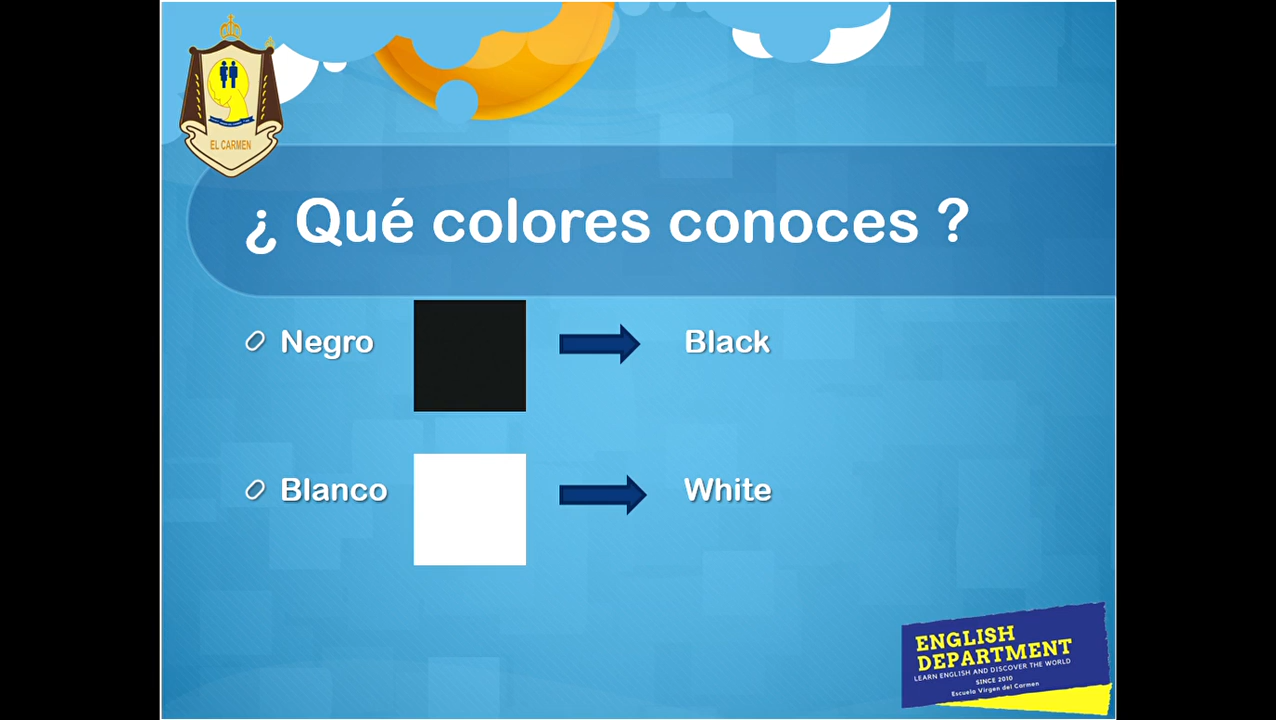 EL CARMEN
¿ Qué colores conoces ?
Negro
Black
Blanco
White
ENGLISH
DEPARTMENT
LEARN ENGLISH AND DISCOVER THE WORLD
SINCE 2010
Escuela Virgen del Carmen